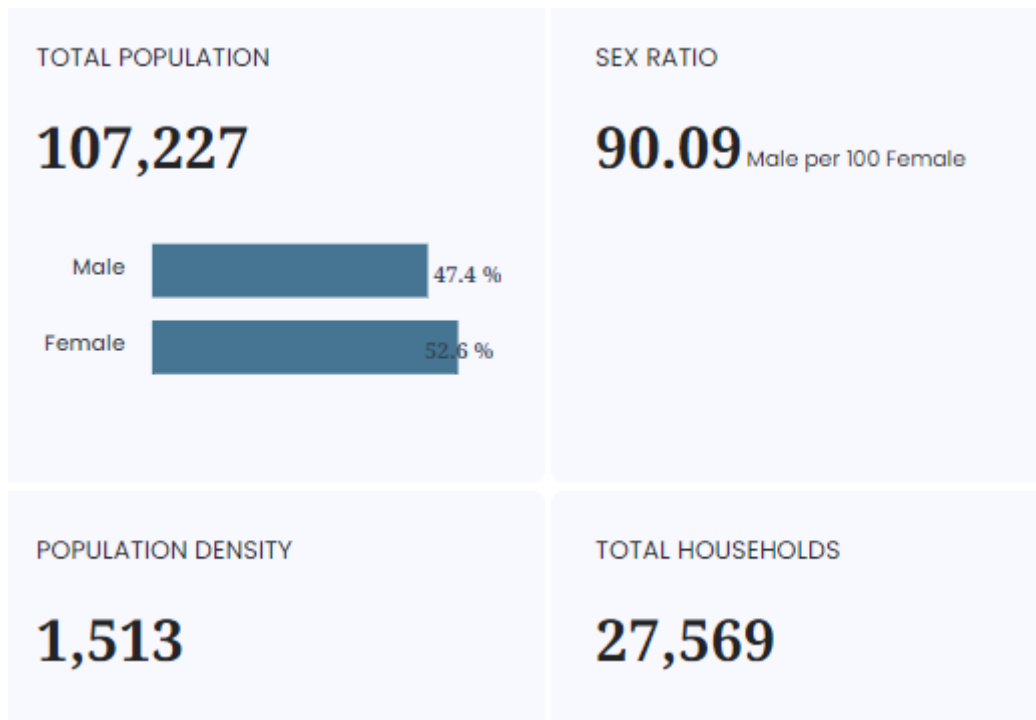 TOTAL POPULATION
107,227
Male
47.4 %
Female
52.6 %
SEX RATIO
90.09 Male per 100 Female
POPULATION DENSITY
1,513
TOTAL HOUSEHOLDS
27,569